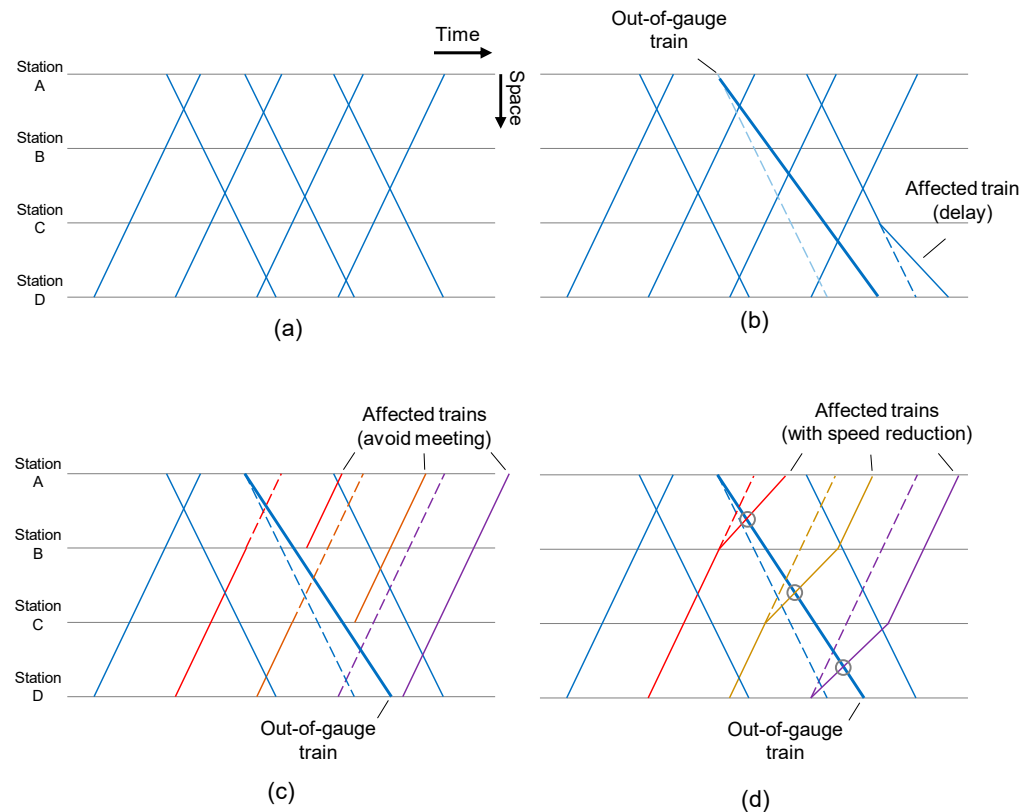 Time
Space
Station
A
Station
B
Station
C
Station
D
(a)
Out-of-gauge
train
Affected train
(delay)
(b)
Station
A
Station
B
Station
C
Station
D
Affected trains
(avoid meeting)
Out-of-gauge
train
(c)
Affected trains
(with speed reduction)
Out-of-gauge
train
(d)